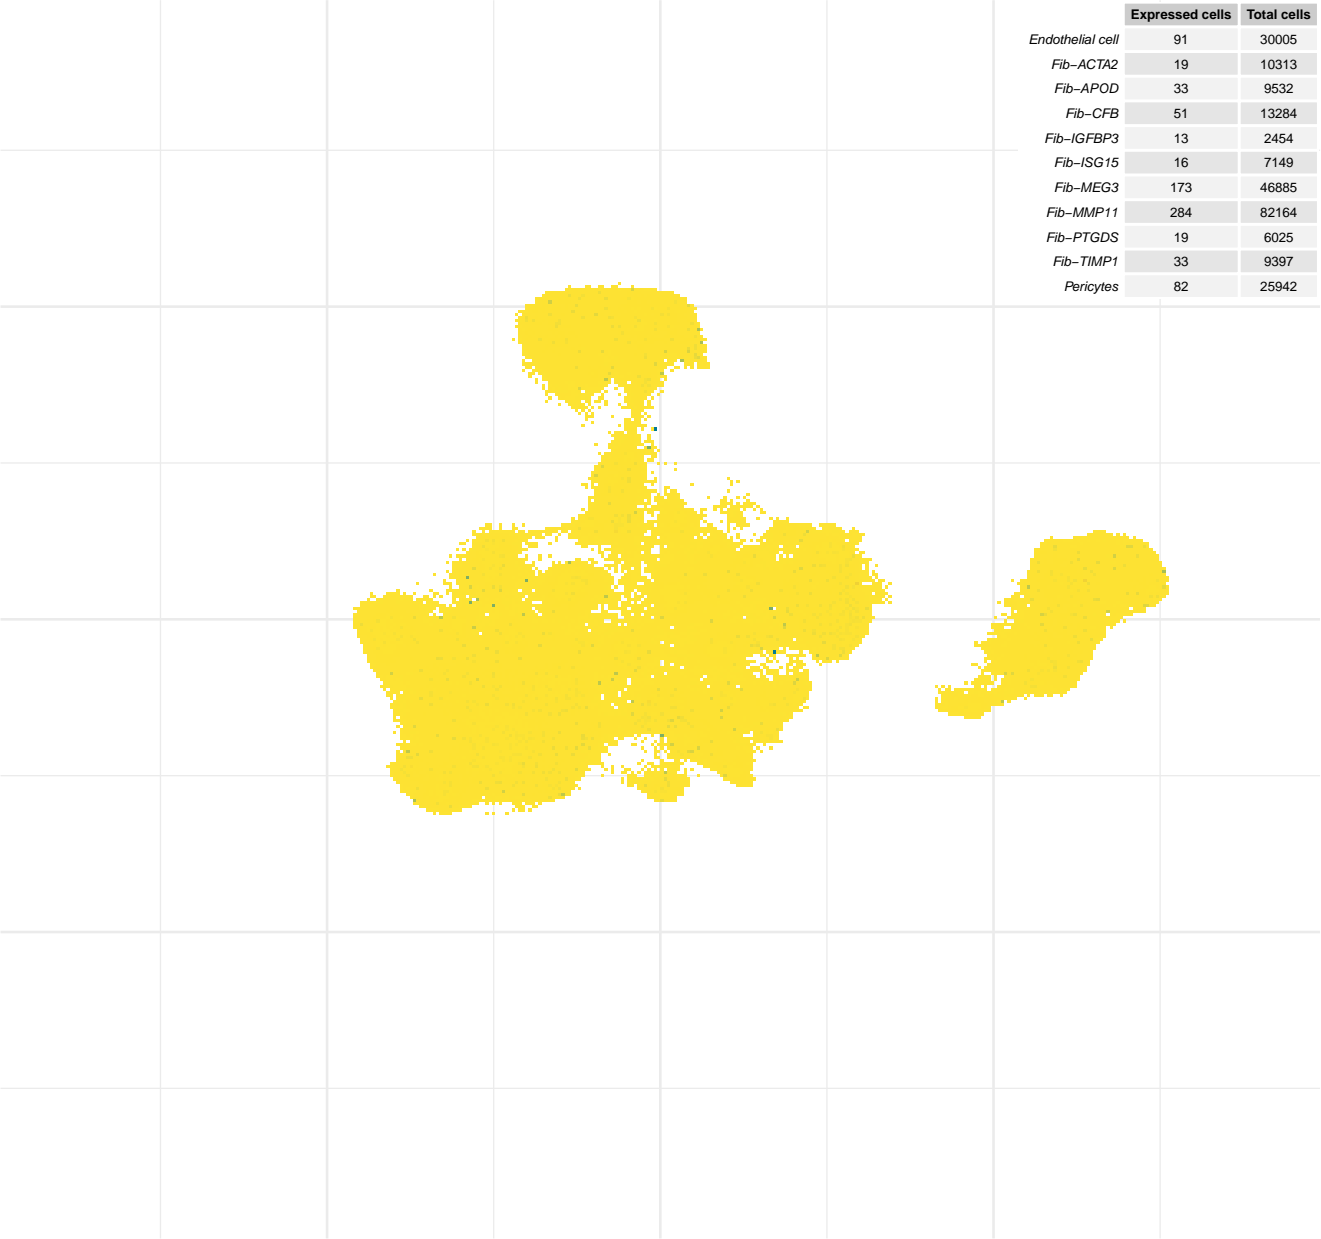 Expressed cells Total cells
Endothelial cell 91 30005
Fib−ACTA2 19 10313
Fib−APOD 33 9532
Fib−CFB 51 13284
Fib−IGFBP3 13 2454
Fib−ISG15 16 7149
Fib−MEG3 173 46885
Fib−MMP11 284 82164
Fib−PTGDS 19 6025
Fib−TIMP1 33 9397
Pericytes 82 25942